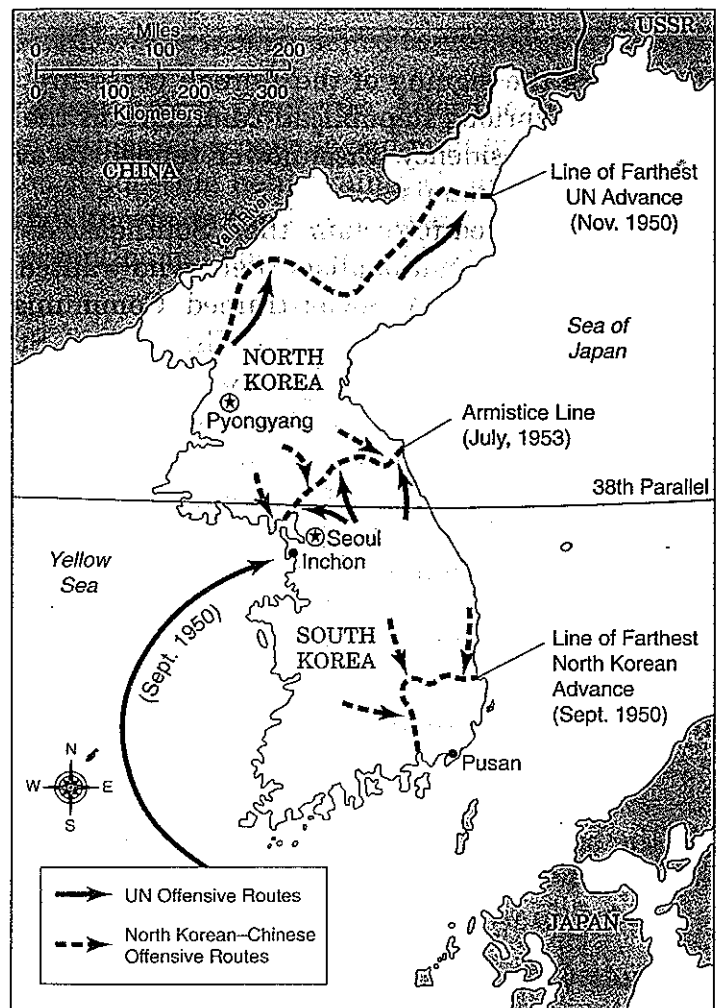 USSR
Miles
0 100 200
0 100 200 300
Kilometers
CHINA
Yalu River
Line of Farthest
UN Advance
(Nov. 1950)
Sea of
Japan
NORTH
KOREA
Pyongyang
Armistice Line
(July, 1953)
38th Parallel
Seoul
Inchon
Yellow
Sea
(Sept. 1950)
SOUTH
KOREA
Line of Farthest
North Korean
Advance
(Sept. 1950)
Pusan
N
W E
S
UN Offensive Routes
North Korean–Chinese
Offensive Routes
JAPAN